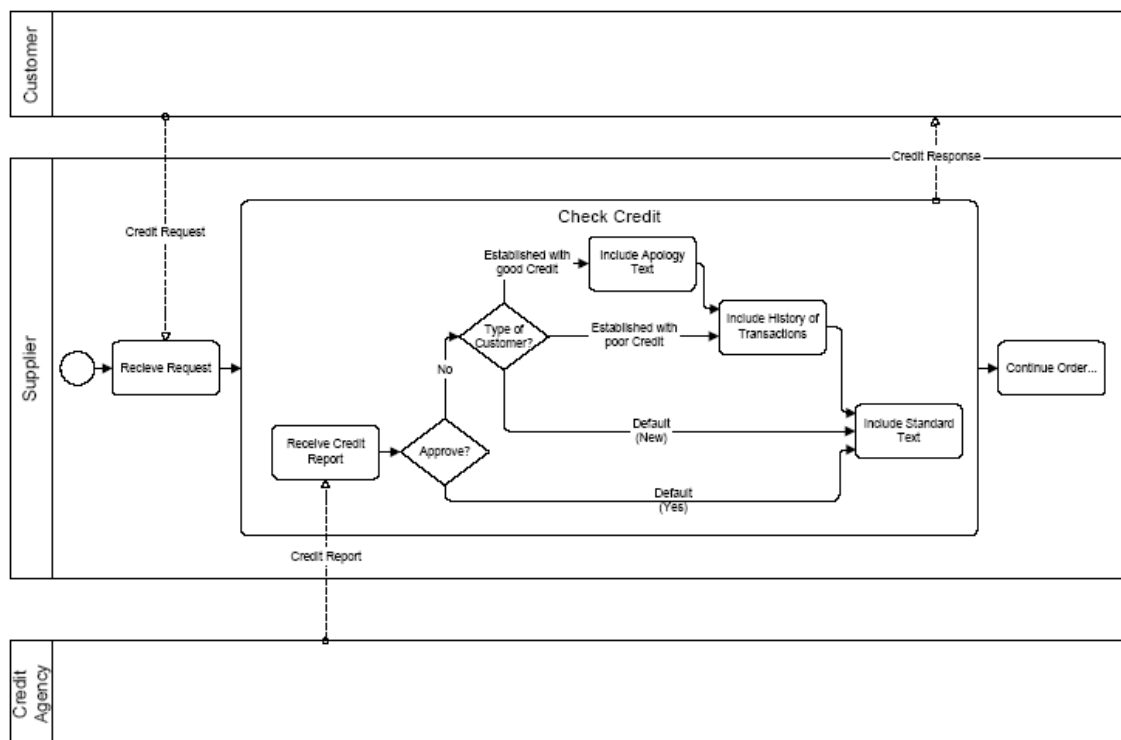 Customer
Credit Response
Supplier
Check Credit
Credit Request
Established with
good Credit
Include Apology
Text
Type of
Customer?
Established with
poor Credit
Include History of
Transactions
Recieve Request
No
Continue Order...
Default
(New)
Include Standard
Text
Receive Credit
Report
Approve?
Default
(Yes)
Credit Report
Credit
Agency